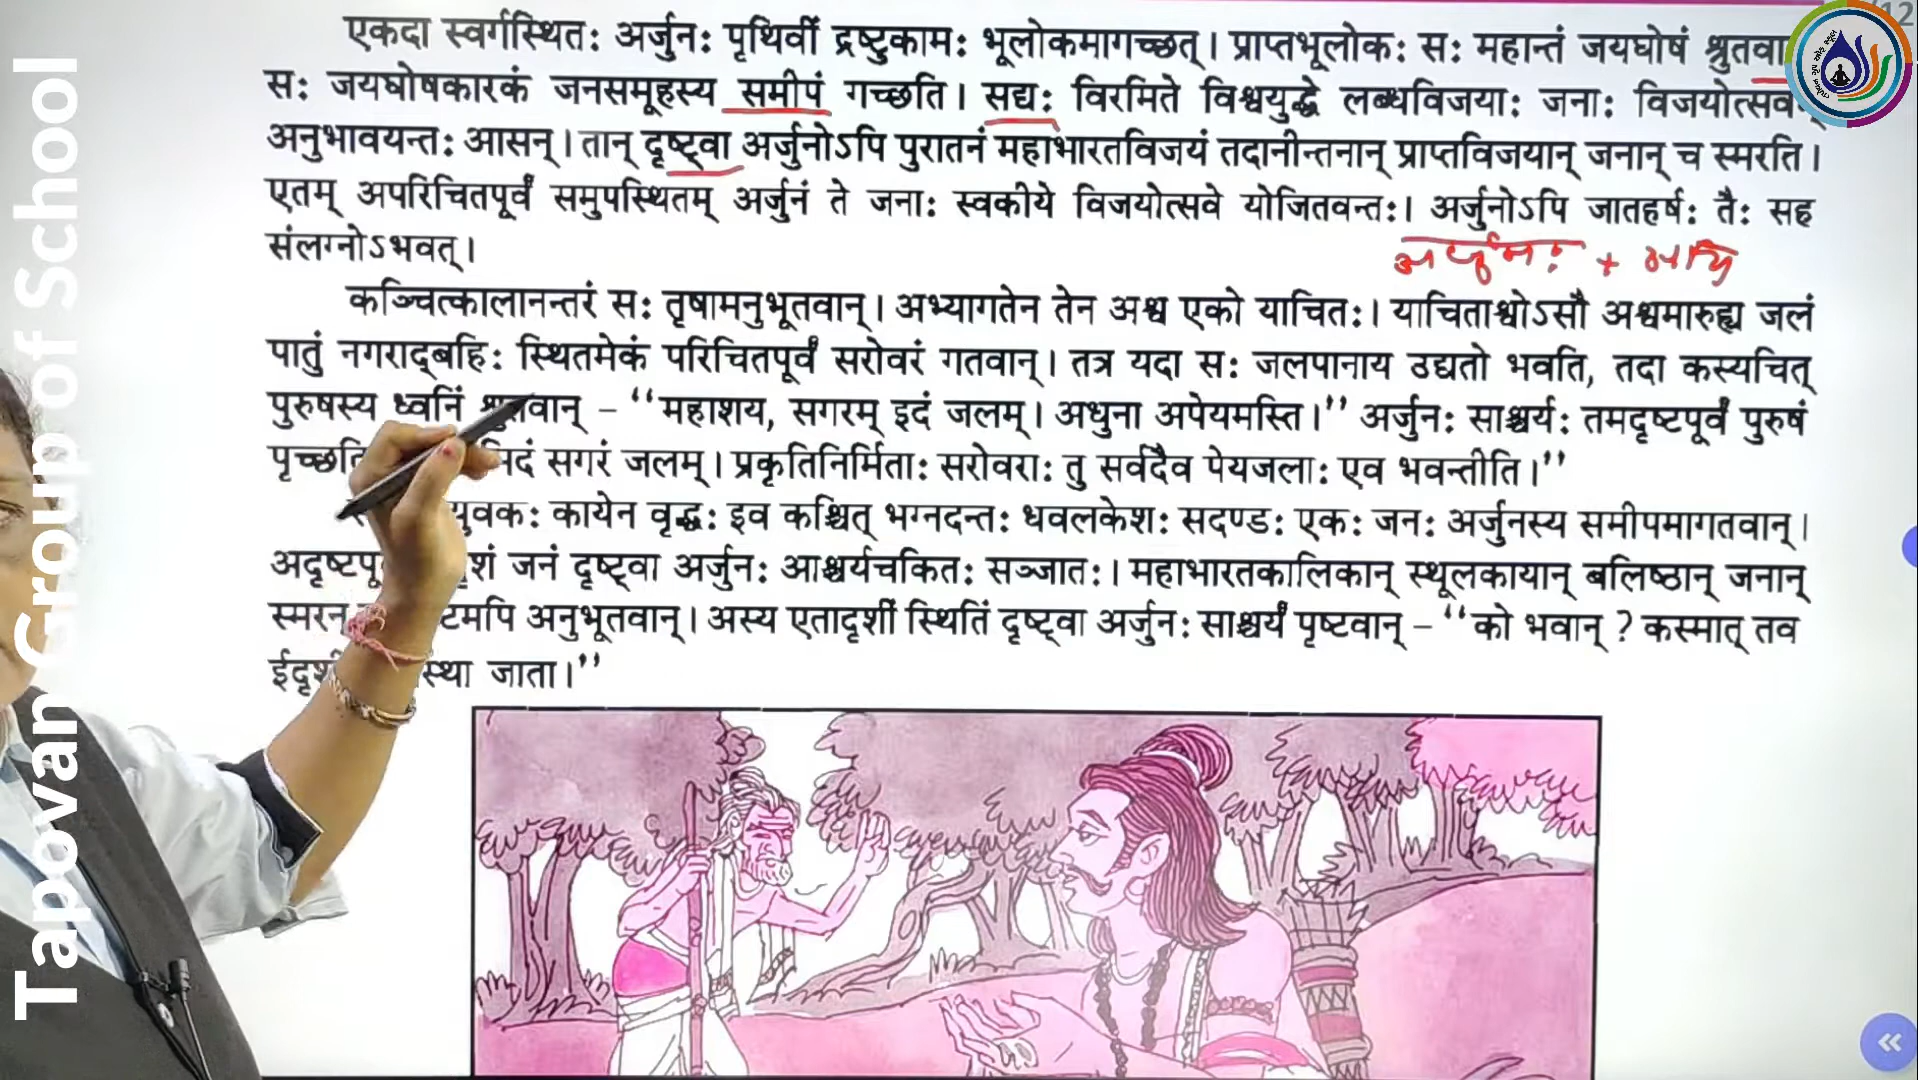 एकदा स्वर्गस्थितः अर्जुनः पृथिवीं द्रष्टुकामः भूलोकमागच्छत्। प्राप्तभूलोकः सः महान्तं जयघोषं श्रुतवा
सः जयघोषकारकं जनसमूहस्य समीपं गच्छति। सद्यः विरमिते विश्वयुद्धे लब्धविजयाः जनाः विजयोत्सवम्
अनुभावयन्तः आसन्। तान् दृष्ट्वा अर्जुनोऽपि पुरातनं महाभारतविजयं तदानीन्तनान् प्राप्तविजयान् जनान् च स्मरति।
एतम् अपरिचितपूर्वं समुपस्थितम् अर्जुनं ते जनाः स्वकीये विजयोत्सवे योजितवन्तः। अर्जुनोऽपि जातहर्षः तैः सह
संलग्नोऽभवत्।
अर्जुनः + अपि
कञ्चित्कालानन्तरं सः तृषामनुभूतवान्। अभ्यागतेन तेन अश्व एको याचितः। याचिताश्वोऽसौ अश्वमारुह्य जलं
पातुं नगराद्बहिः स्थितमेकं परिचितपूर्वं सरोवरं गतवान्। तत्र यदा सः जलपानाय उद्यतो भवति, तदा कस्यचित्
पुरुषस्य ध्वनिं श्रुतवान् – “महाशय, सगरम् इदं जलम्। अधुना अपेयमस्ति।” अर्जुनः साश्चर्यः तमदृष्टपूर्वं पुरुषं
पृच्छति सगरं जलम्। प्रकृतिनिर्मिताः सरोवराः तु सर्वदैव पेयजलाः एव भवन्तीति।”
युवकः कायेन वृद्धः इव कश्चित् भग्नदन्तः धवलकेशः सदण्डः एकः जनः अर्जुनस्य समीपमागतवान्।
अदृष्टपू शं जनं दृष्ट्वा अर्जुनः आश्चर्यचकितः सञ्जातः। महाभारतकालिकान् स्थूलकायान् बलिष्ठान् जनान्
स्मरन टमपि अनुभूतवान्। अस्य एतादृशीं स्थितिं दृष्ट्वा अर्जुनः साश्चर्यं पृष्टवान् – “को भवान् ? कस्मात् तव
ईदृशी स्था जाता।”
Tapovan Group of School